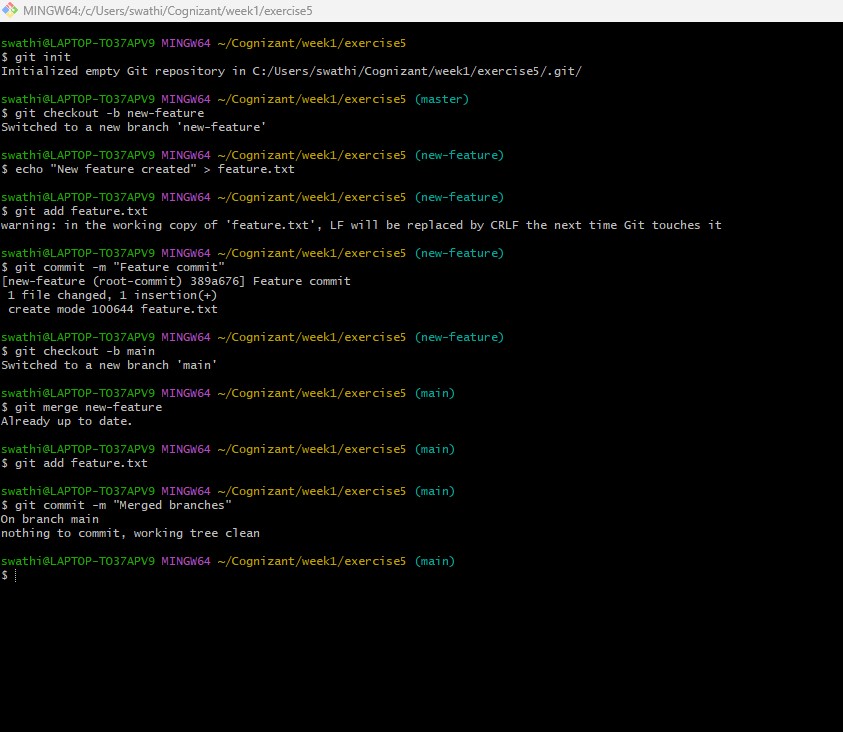 MINGW64:/c/Users/swathi/Cognizant/week1/exercise5
swathi@LAPTOP-TO37APV9 MINGW64 ~/Cognizant/week1/exercise5
$ git init
Initialized empty Git repository in C:/Users/swathi/Cognizant/week1/exercise5/.git/
swathi@LAPTOP-TO37APV9 MINGW64 ~/Cognizant/week1/exercise5 (master)
$ git checkout -b new-feature
Switched to a new branch 'new-feature'
swathi@LAPTOP-TO37APV9 MINGW64 ~/Cognizant/week1/exercise5 (new-feature)
$ echo "New feature created" > feature.txt
swathi@LAPTOP-TO37APV9 MINGW64 ~/Cognizant/week1/exercise5 (new-feature)
$ git add feature.txt
warning: in the working copy of 'feature.txt', LF will be replaced by CRLF the next time Git touches it
swathi@LAPTOP-TO37APV9 MINGW64 ~/Cognizant/week1/exercise5 (new-feature)
$ git commit -m "Feature commit"
[new-feature (root-commit) 389a676] Feature commit
 1 file changed, 1 insertion(+)
 create mode 100644 feature.txt
swathi@LAPTOP-TO37APV9 MINGW64 ~/Cognizant/week1/exercise5 (new-feature)
$ git checkout -b main
Switched to a new branch 'main'
swathi@LAPTOP-TO37APV9 MINGW64 ~/Cognizant/week1/exercise5 (main)
$ git merge new-feature
Already up to date.
swathi@LAPTOP-TO37APV9 MINGW64 ~/Cognizant/week1/exercise5 (main)
$ git add feature.txt
swathi@LAPTOP-TO37APV9 MINGW64 ~/Cognizant/week1/exercise5 (main)
$ git commit -m "Merged branches"
On branch main
nothing to commit, working tree clean
swathi@LAPTOP-TO37APV9 MINGW64 ~/Cognizant/week1/exercise5 (main)
$